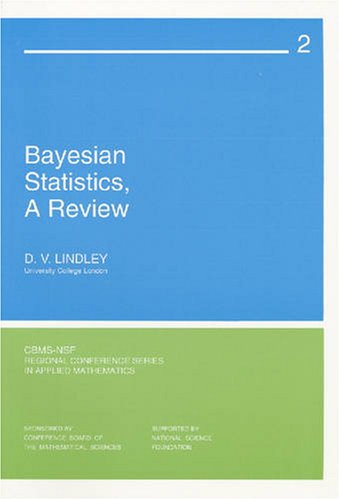 2
Bayesian
Statistics,
A Review
D. V. LINDLEY
University College London
CBMS-NSF
REGIONAL CONFERENCE SERIES
IN APPLIED MATHEMATICS
SPONSORED BY
CONFERENCE BOARD OF
THE MATHEMATICAL SCIENCES
SUPPORTED BY
NATIONAL SCIENCE
FOUNDATION